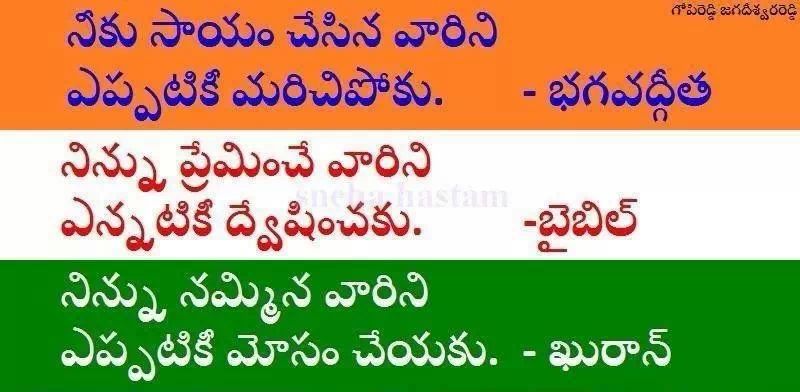 గోపిరెడ్డి జగదీశ్వరరెడ్డి
నీకు సాయం చేసిన వారిని
ఎప్పటికీ మరిచిపోకు. - భగవద్గీత
నిన్ను ప్రేమించే వారిని
sneha-hastam
ఎన్నటికీ ద్వేషించకు. -బైబిల్
నిన్ను నమ్మిన వారిని
ఎప్పటికీ మోసం చేయకు. - ఖురాన్